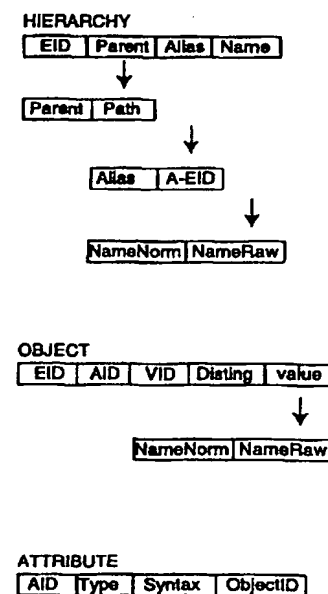 HIERARCHY
EID Parent Alias Name
Parent Path
Alias A-EID
NameNorm NameRaw
OBJECT
EID AID VID Disting value
NameNorm NameRaw
ATTRIBUTE
AID Type Syntax ObjectID